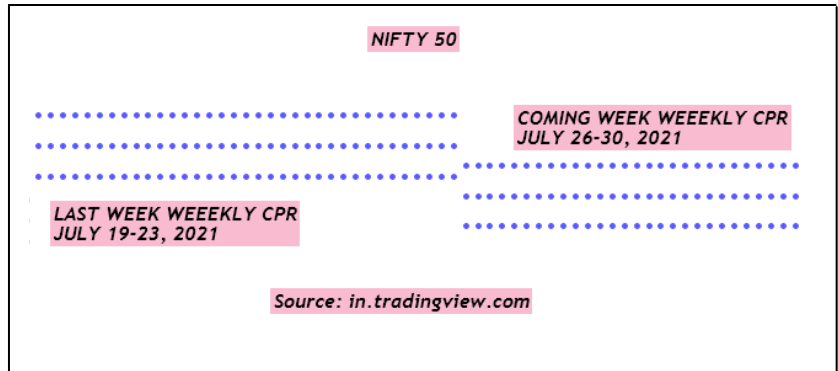 NIFTY 50
COMING WEEK WEEEKLY CPR
JULY 26-30, 2021
LAST WEEK WEEEKLY CPR
JULY 19-23, 2021
Source: in.tradingview.com